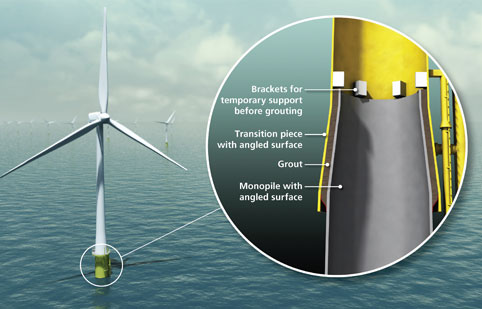 Brackets for
temporary support
before grouting
Transition piece
with angled surface
Grout
Monopile with
angled surface